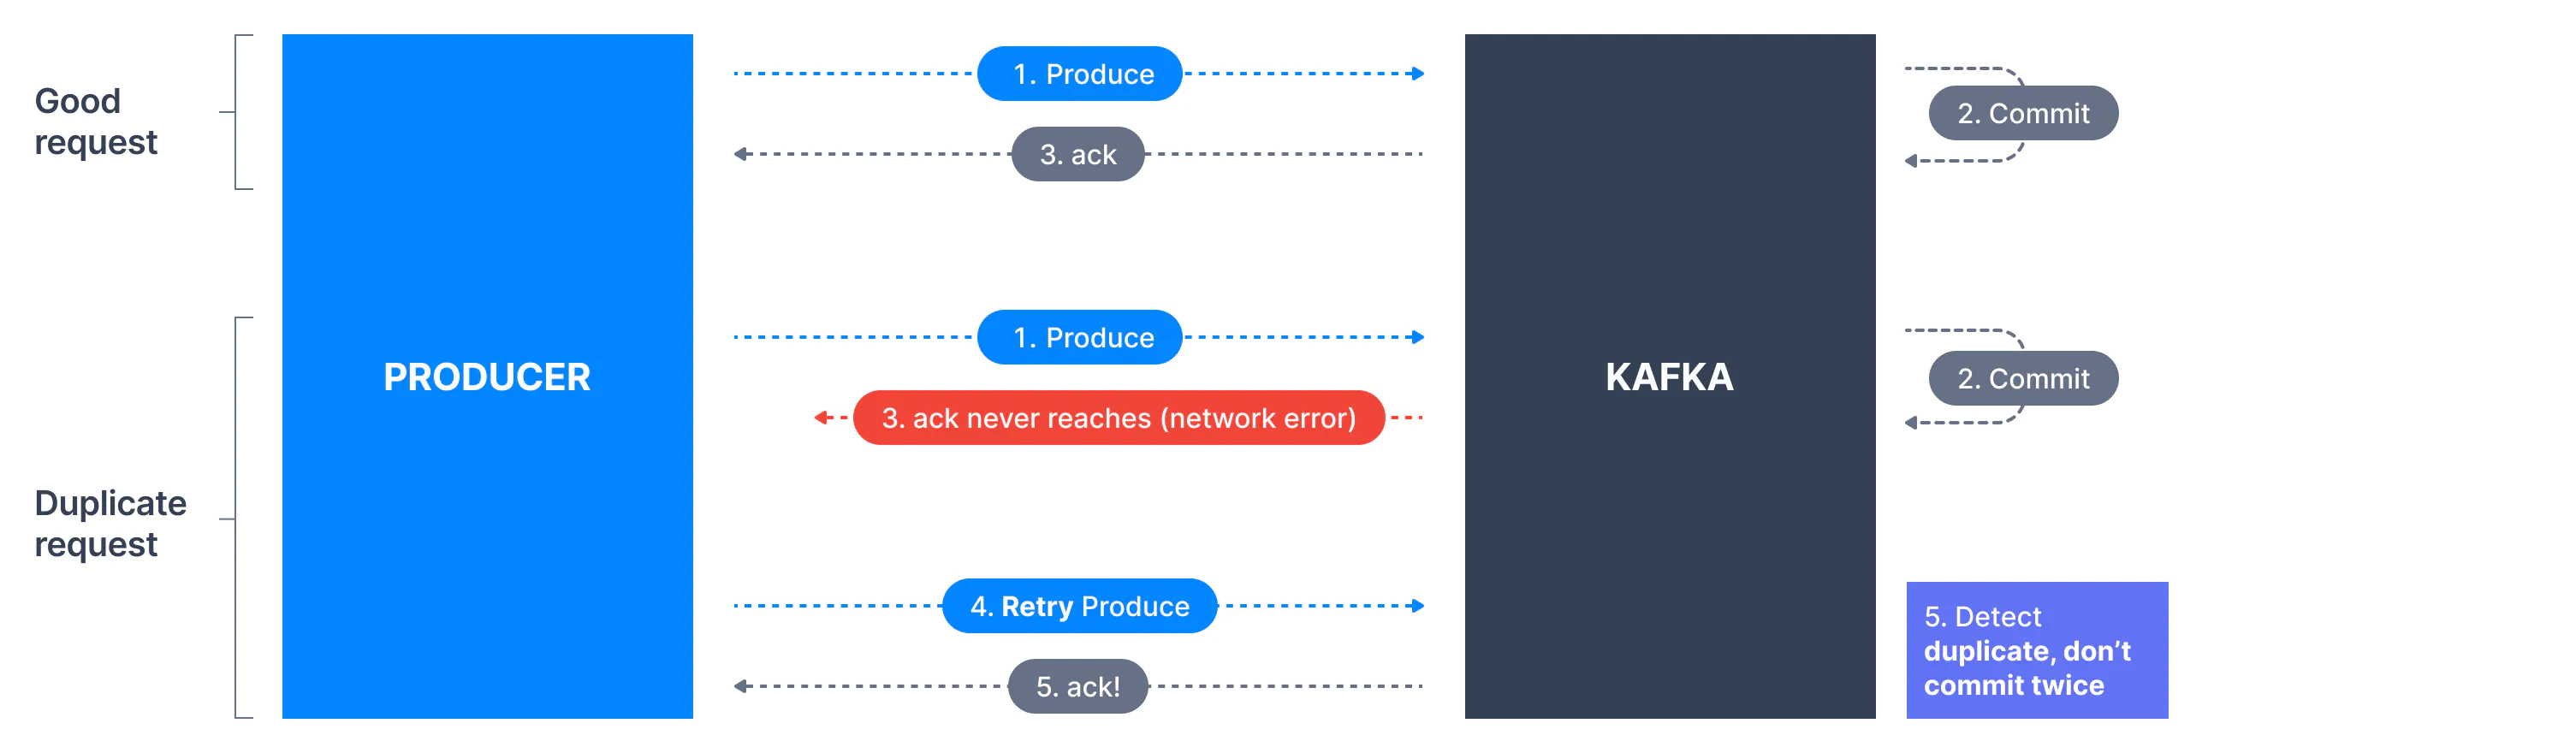 Good
request
1. Produce
2. Commit
3. ack
PRODUCER
KAFKA
Duplicate
request
1. Produce
2. Commit
3. ack never reaches (network error)
4. Retry Produce
5. Detect
duplicate, don’t
commit twice
5. ack!